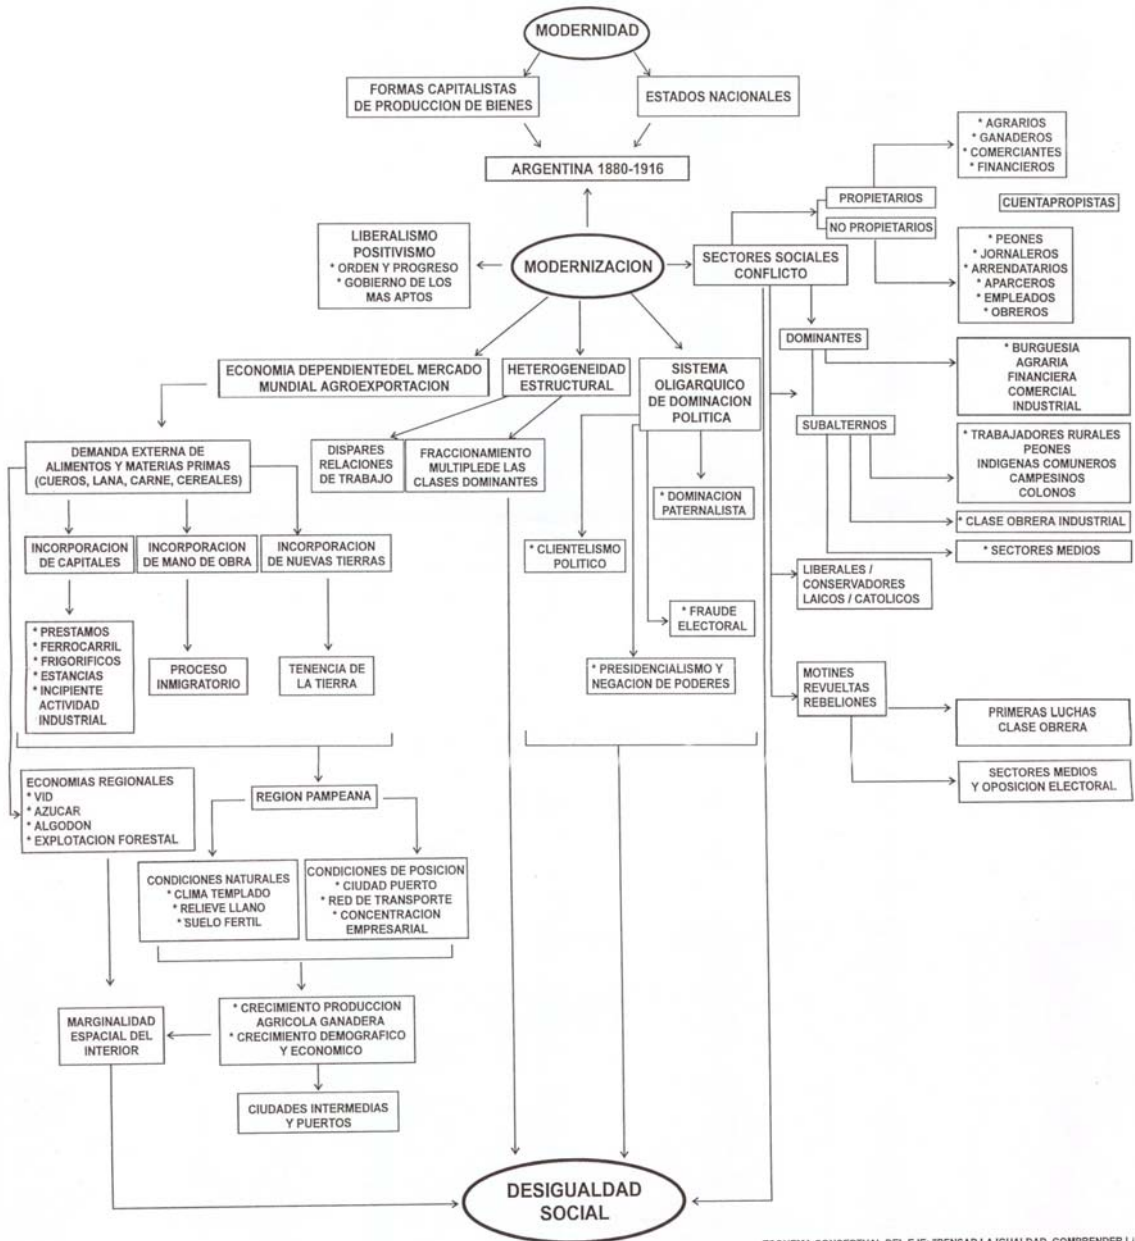 MODERNIDAD
FORMAS CAPITALISTAS
DE PRODUCCION DE BIENES
ESTADOS NACIONALES
ARGENTINA 1880-1916
* AGRARIOS
* GANADEROS
* COMERCIANTES
* FINANCIEROS
PROPIETARIOS
CUENTAPROPISTAS
NO PROPIETARIOS
LIBERALISMO
POSITIVISMO
* ORDEN Y PROGRESO
* GOBIERNO DE LOS
MAS APTOS
MODERNIZACION
SECTORES SOCIALES
CONFLICTO
* PEONES
* JORNALEROS
* ARRENDATARIOS
* APARCEROS
* EMPLEADOS
* OBREROS
DOMINANTES
ECONOMIA DEPENDIENTEDEL MERCADO
MUNDIAL AGROEXPORTACION
HETEROGENEIDAD
ESTRUCTURAL
SISTEMA
OLIGARQUICO
DE DOMINACION
POLITICA
* BURGUESIA
AGRARIA
FINANCIERA
COMERCIAL
INDUSTRIAL
SUBALTERNOS
DEMANDA EXTERNA DE
ALIMENTOS Y MATERIAS PRIMAS
(CUEROS, LANA, CARNE, CEREALES)
DISPARES
RELACIONES
DE TRABAJO
FRACCIONAMIENTO
MULTIPLEDE LAS
CLASES DOMINANTES
* TRABAJADORES RURALES
PEONES
INDIGENAS COMUNEROS
CAMPESINOS
COLONOS
* DOMINACION
PATERNALISTA
* CLASE OBRERA INDUSTRIAL
INCORPORACION
DE CAPITALES
INCORPORACION
DE MANO DE OBRA
INCORPORACION
DE NUEVAS TIERRAS
* CLIENTELISMO
POLITICO
* SECTORES MEDIOS
LIBERALES /
CONSERVADORES
LAICOS / CATOLICOS
* FRAUDE
ELECTORAL
* PRESTAMOS
* FERROCARRIL
* FRIGORIFICOS
* ESTANCIAS
* INCIPIENTE
ACTIVIDAD
INDUSTRIAL
PROCESO
INMIGRATORIO
TENENCIA DE
LA TIERRA
* PRESIDENCIALISMO Y
NEGACION DE PODERES
MOTINES
REVUELTAS
REBELIONES
PRIMERAS LUCHAS
CLASE OBRERA
ECONOMIAS REGIONALES
* VID
* AZUCAR
* ALGODON
* EXPLOTACION FORESTAL
REGION PAMPEANA
SECTORES MEDIOS
Y OPOSICION ELECTORAL
CONDICIONES NATURALES
* CLIMA TEMPLADO
* RELIEVE LLANO
* SUELO FERTIL
CONDICIONES DE POSICION
* CIUDAD PUERTO
* RED DE TRANSPORTE
* CONCENTRACION
EMPRESARIAL
MARGINALIDAD
ESPACIAL DEL
INTERIOR
* CRECIMIENTO PRODUCCION
AGRICOLA GANADERA
* CRECIMIENTO DEMOGRAFICO
Y ECONOMICO
CIUDADES INTERMEDIAS
Y PUERTOS
DESIGUALDAD
SOCIAL